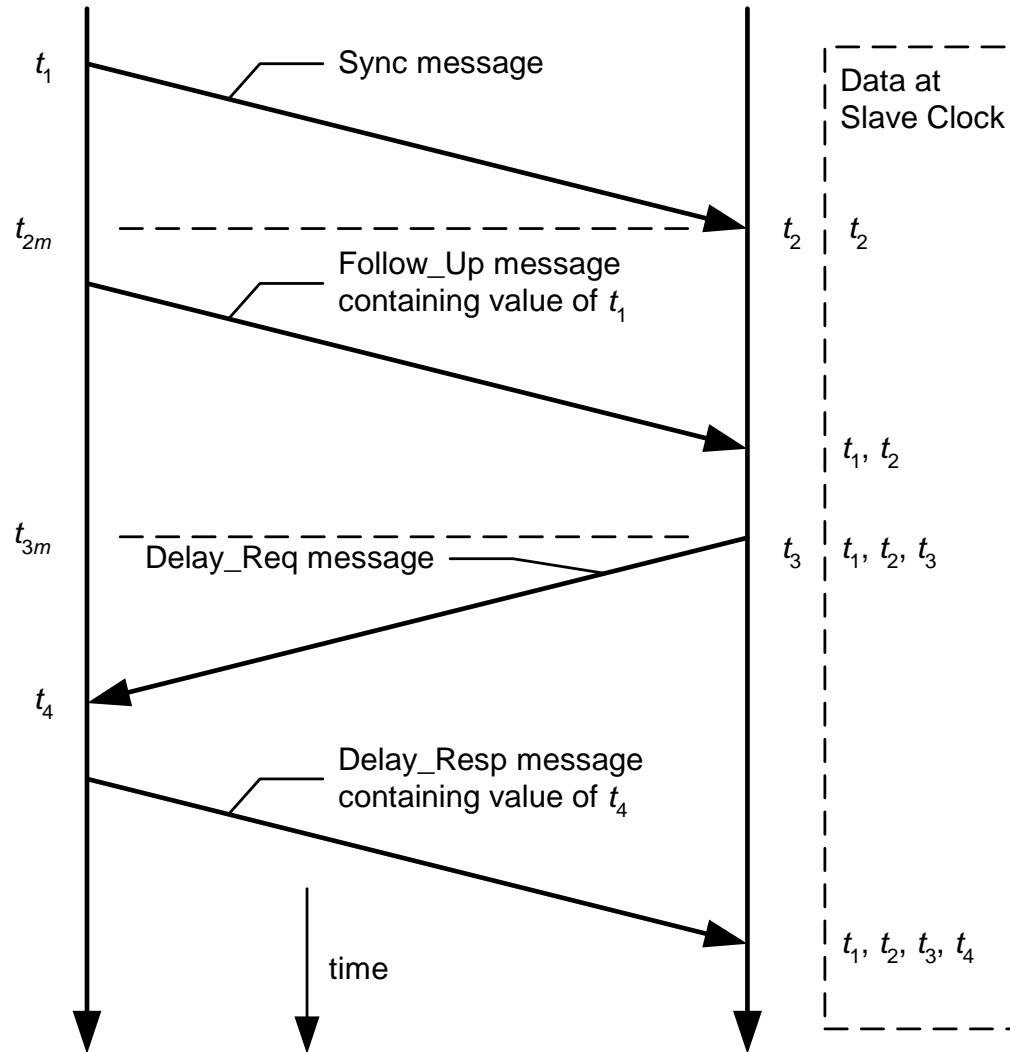 t1
Sync message
Data at
Slave Clock
t2m
t2
t2
Follow_Up message
containing value of t1
t1, t2
t3m
t3
t1, t2, t3
Delay_Req message
t4
Delay_Resp message
containing value of t4
t1, t2, t3, t4
time